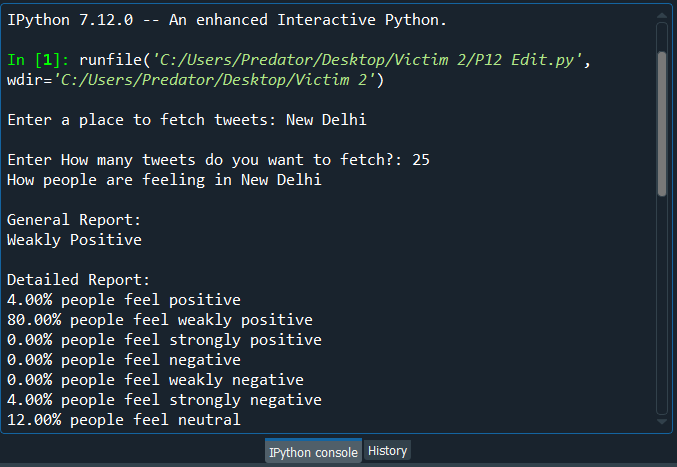 IPython 7.12.0 -- An enhanced Interactive Python.
In [1]: runfile('C:/Users/Predator/Desktop/Victim 2/P12 Edit.py',
wdir='C:/Users/Predator/Desktop/Victim 2')
Enter a place to fetch tweets: New Delhi
Enter How many tweets do you want to fetch?: 25
How people are feeling in New Delhi
General Report:
Weakly Positive
Detailed Report:
4.00% people feel positive
80.00% people feel weakly positive
0.00% people feel strongly positive
0.00% people feel negative
0.00% people feel weakly negative
4.00% people feel strongly negative
12.00% people feel neutral
IPython console History